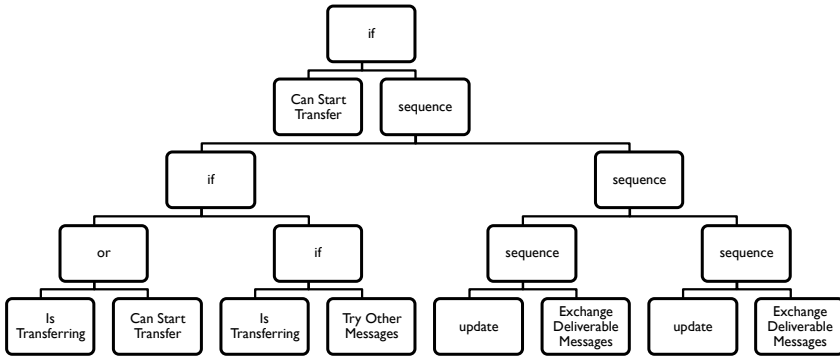 if
Can Start
Transfer
sequence
if
sequence
or
if
sequence
sequence
Is
Transferring
Can Start
Transfer
Is
Transferring
Try Other
Messages
update
Exchange
Deliverable
Messages
update
Exchange
Deliverable
Messages